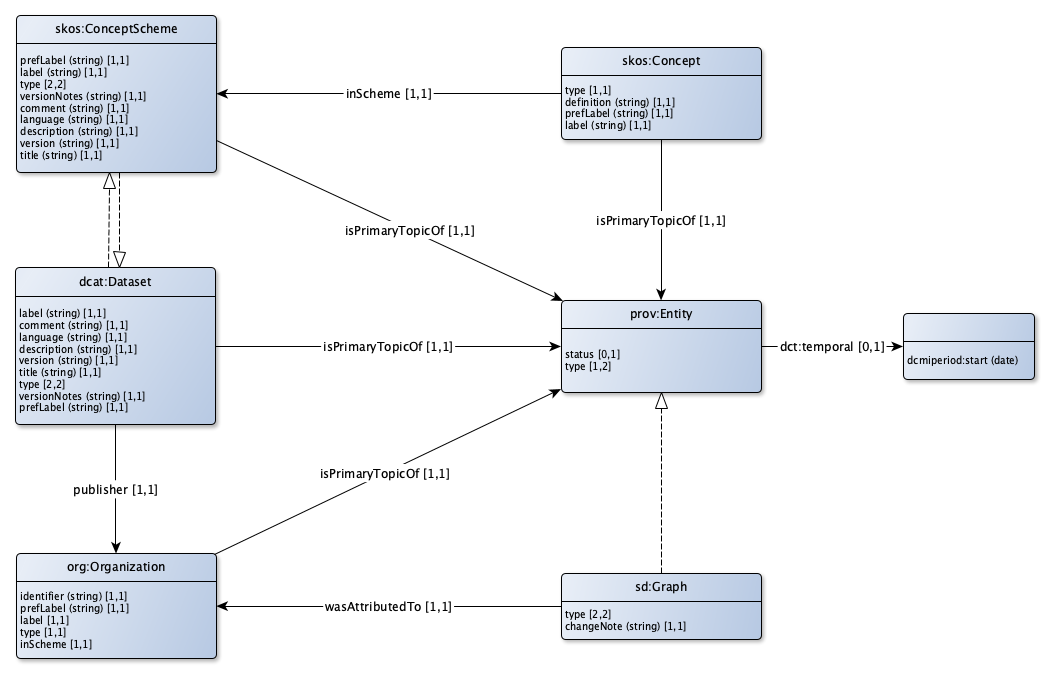 skos:ConceptScheme
prefLabel (string) [1,1]
label (string) [1,1]
type [2,2]
versionNotes (string) [1,1]
comment (string) [1,1]
language (string) [1,1]
description (string) [1,1]
version (string) [1,1]
title (string) [1,1]
inScheme [1,1]
skos:Concept
type [1,1]
definition (string) [1,1]
prefLabel (string) [1,1]
label (string) [1,1]
isPrimaryTopicOf [1,1]
isPrimaryTopicOf [1,1]
dcat:Dataset
label (string) [1,1]
comment (string) [1,1]
language (string) [1,1]
description (string) [1,1]
version (string) [1,1]
title (string) [1,1]
type [2,2]
versionNotes (string) [1,1]
prefLabel (string) [1,1]
isPrimaryTopicOf [1,1]
prov:Entity
status [0,1]
type [1,2]
dct:temporal [0,1]
dcmiperiod:start (date)
isPrimaryTopicOf [1,1]
publisher [1,1]
org:Organization
identifier (string) [1,1]
prefLabel (string) [1,1]
label [1,1]
type [1,1]
inScheme [1,1]
wasAttributedTo [1,1]
sd:Graph
type [2,2]
changeNote (string) [1,1]